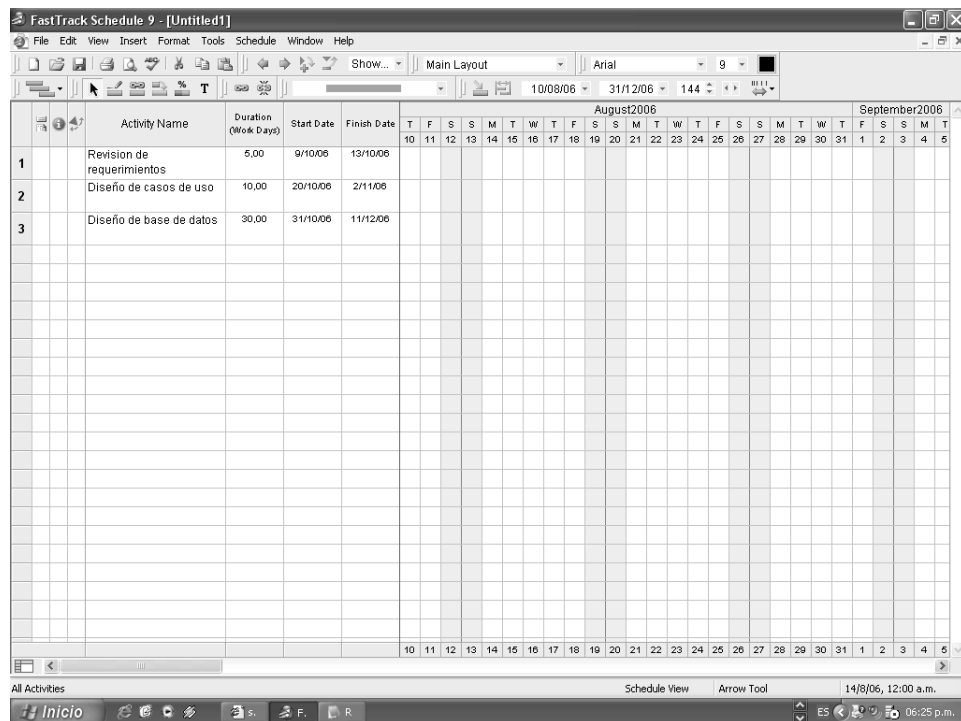 FastTrack Schedule 9 - [Untitled1]
File Edit View Insert Format Tools Schedule Window Help
Show... Main Layout Arial 9
T 10/08/06 31/12/06 144
August2006 September2006
Activity Name Duration (Work Days) Start Date Finish Date
T F S S M T W T F S S M T W T F S S M T W T F S S M T
10 11 12 13 14 15 16 17 18 19 20 21 22 23 24 25 26 27 28 29 30 31 1 2 3 4 5
1 Revision de requerimientos 5,00 9/10/06 13/10/06
2 Diseño de casos de uso 10,00 20/10/06 2/11/06
3 Diseño de base de datos 30,00 31/10/06 11/12/06
10 11 12 13 14 15 16 17 18 19 20 21 22 23 24 25 26 27 28 29 30 31 1 2 3 4 5
All Activities Schedule View Arrow Tool 14/8/06, 12:00 a.m.
Inicio s. F. R ES 06:25 p.m.